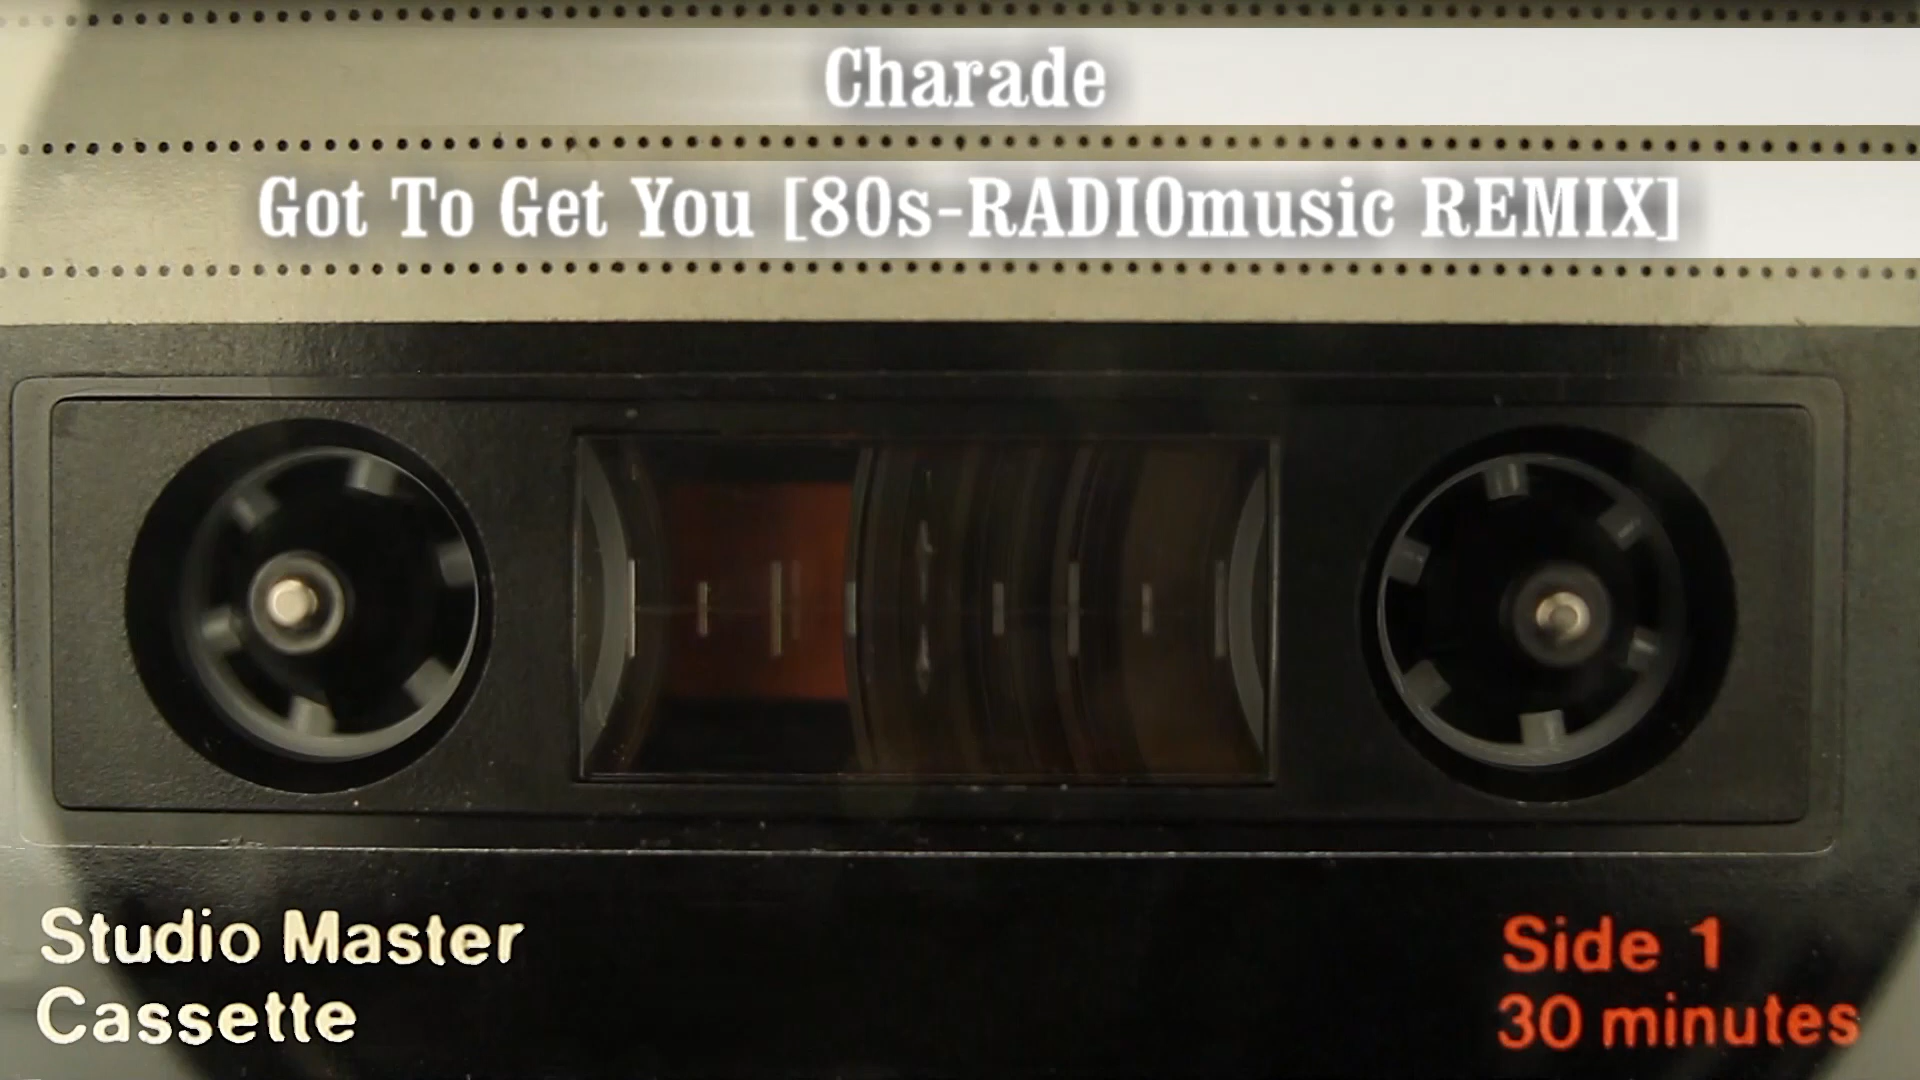 Charade
Got To Get You [80s-RADIOmusic REMIX]
Studio Master
Cassette
Side 1
30 minutes